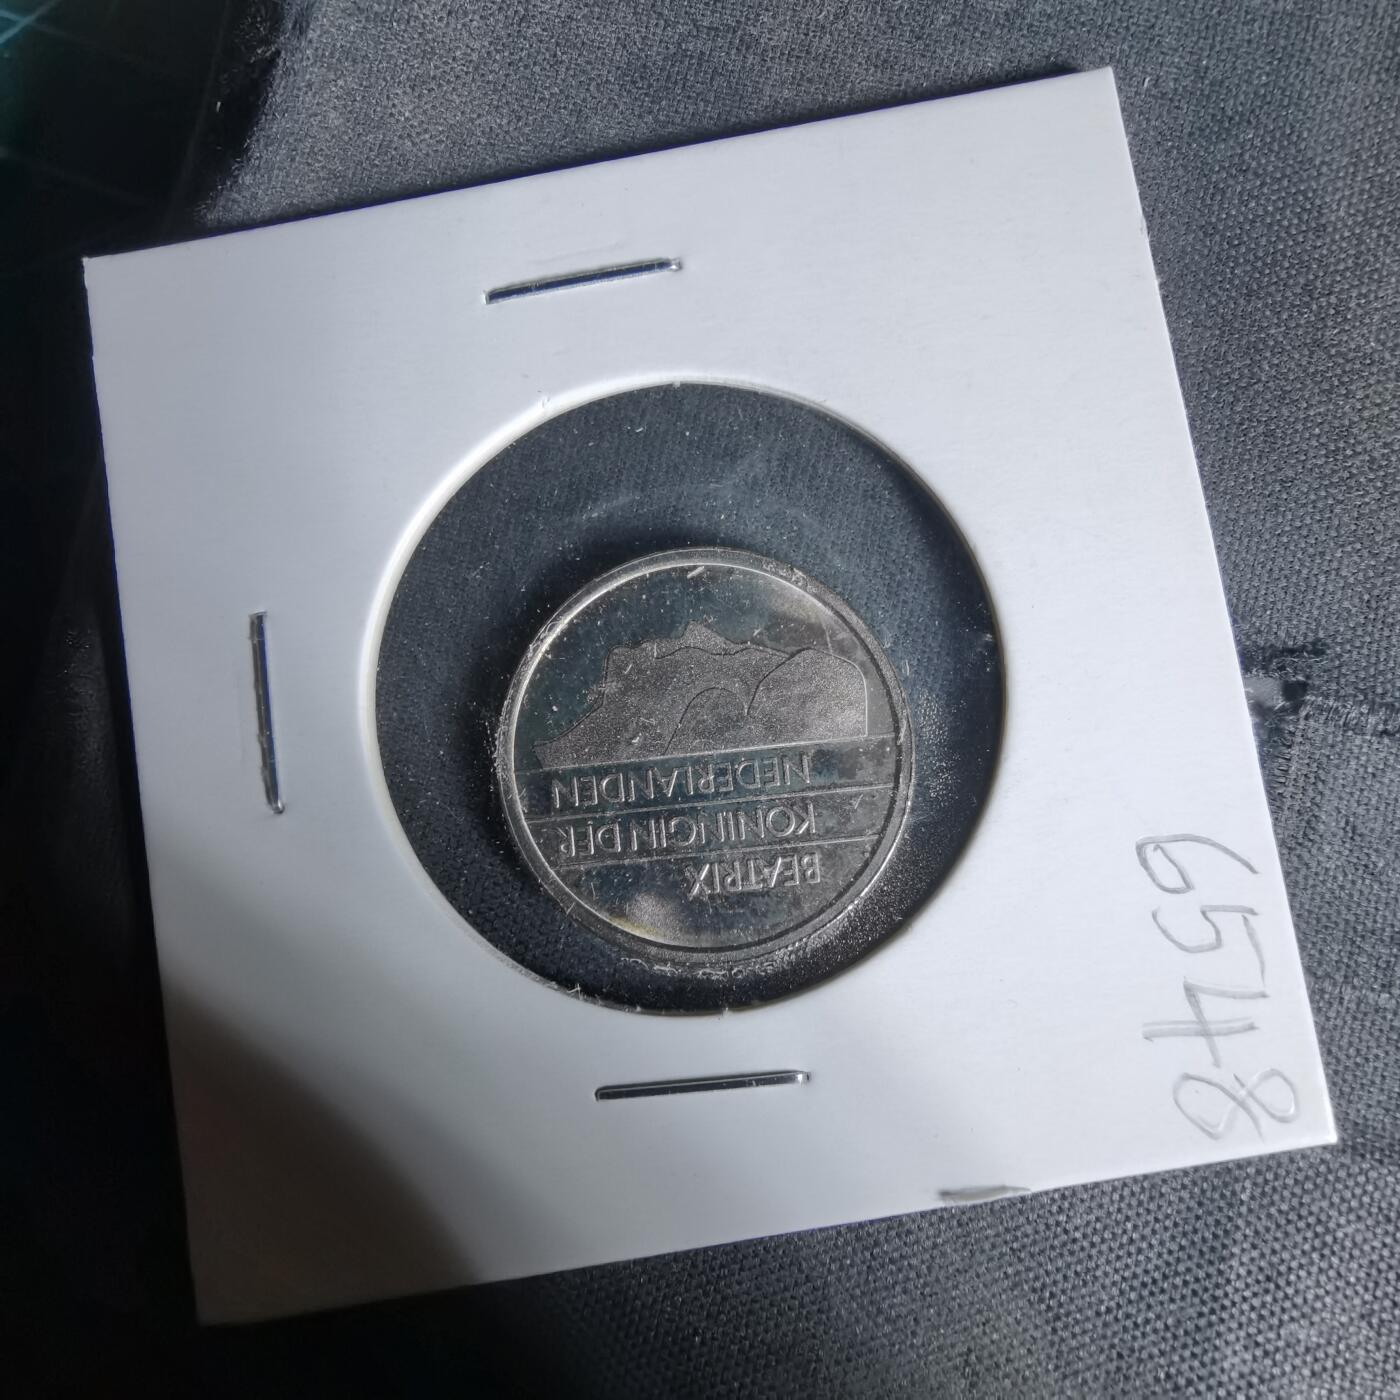 BEATRIX
KONINGIN DER
NEDERLANDEN
6548